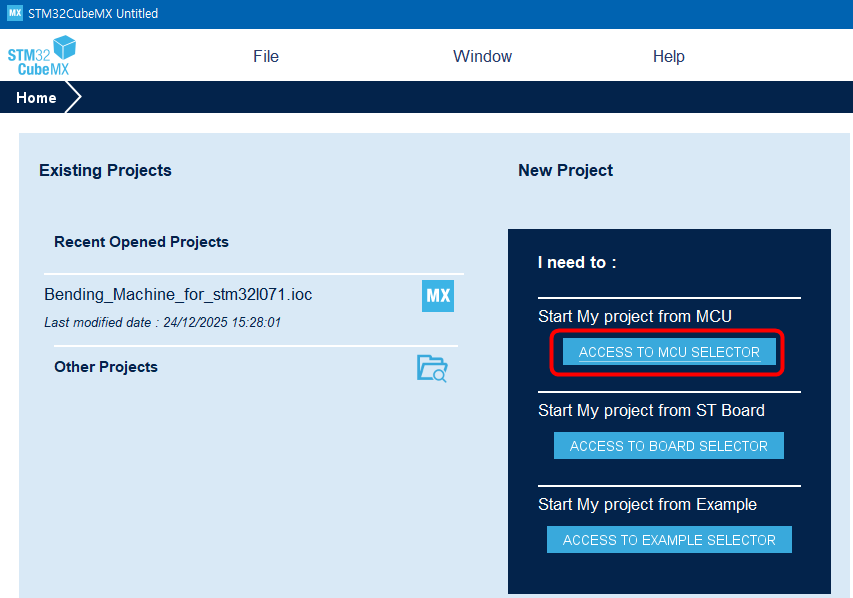 MX STM32CubeMX Untitled
STM32
CubeMX
File
Window
Help
Home
Existing Projects
New Project
Recent Opened Projects
Bending_Machine_for_stm32l071.ioc
MX
Last modified date : 24/12/2025 15:28:01
Other Projects
I need to :
Start My project from MCU
ACCESS TO MCU SELECTOR
Start My project from ST Board
ACCESS TO BOARD SELECTOR
Start My project from Example
ACCESS TO EXAMPLE SELECTOR